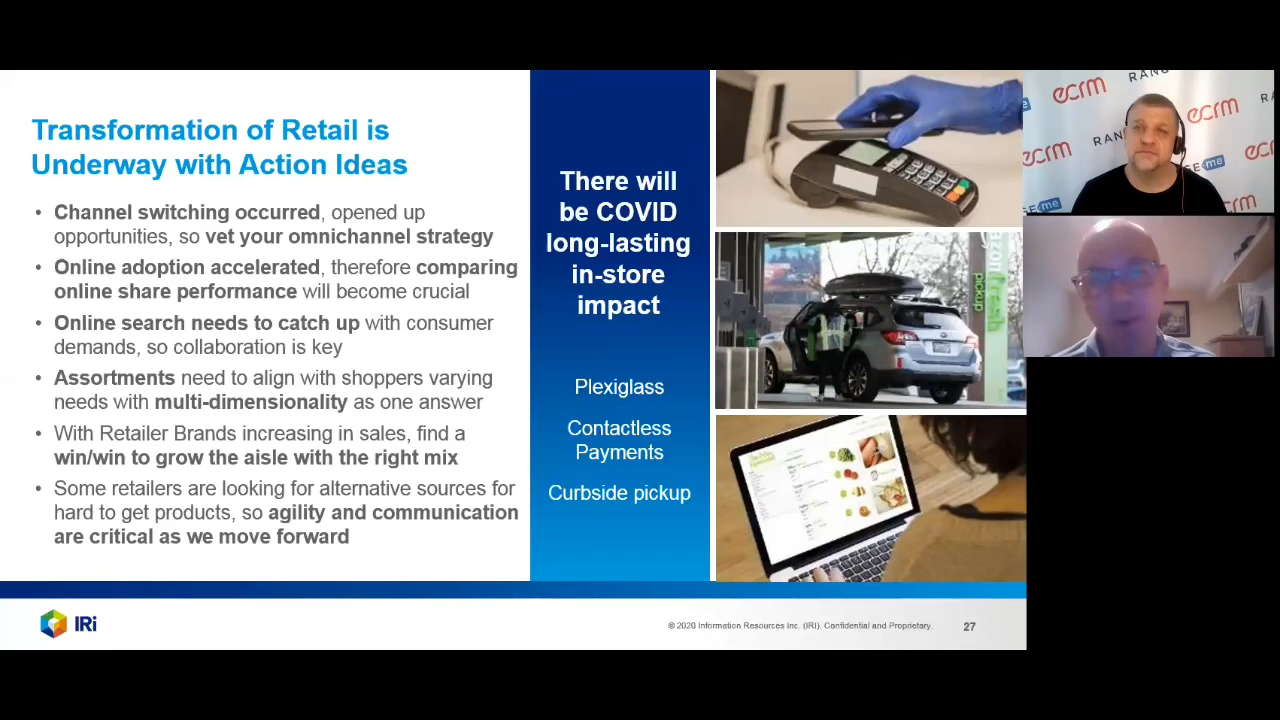 Transformation of Retail is
Underway with Action Ideas
• Channel switching occurred, opened up
opportunities, so vet your omnichannel strategy
• Online adoption accelerated, therefore comparing
online share performance will become crucial
• Online search needs to catch up with consumer
demands, so collaboration is key
• Assortments need to align with shoppers varying
needs with multi-dimensionality as one answer
• With Retailer Brands increasing in sales, find a
win/win to grow the aisle with the right mix
• Some retailers are looking for alternative sources for
hard to get products, so agility and communication
are critical as we move forward
There will
be COVID
long-lasting
in-store
impact
Plexiglass
Contactless
Payments
Curbside pickup
fresh
pickup
ecrm
ecrm
ecrm
IRi
© 2020 Information Resources Inc. (IRI). Confidential and Proprietary.
27